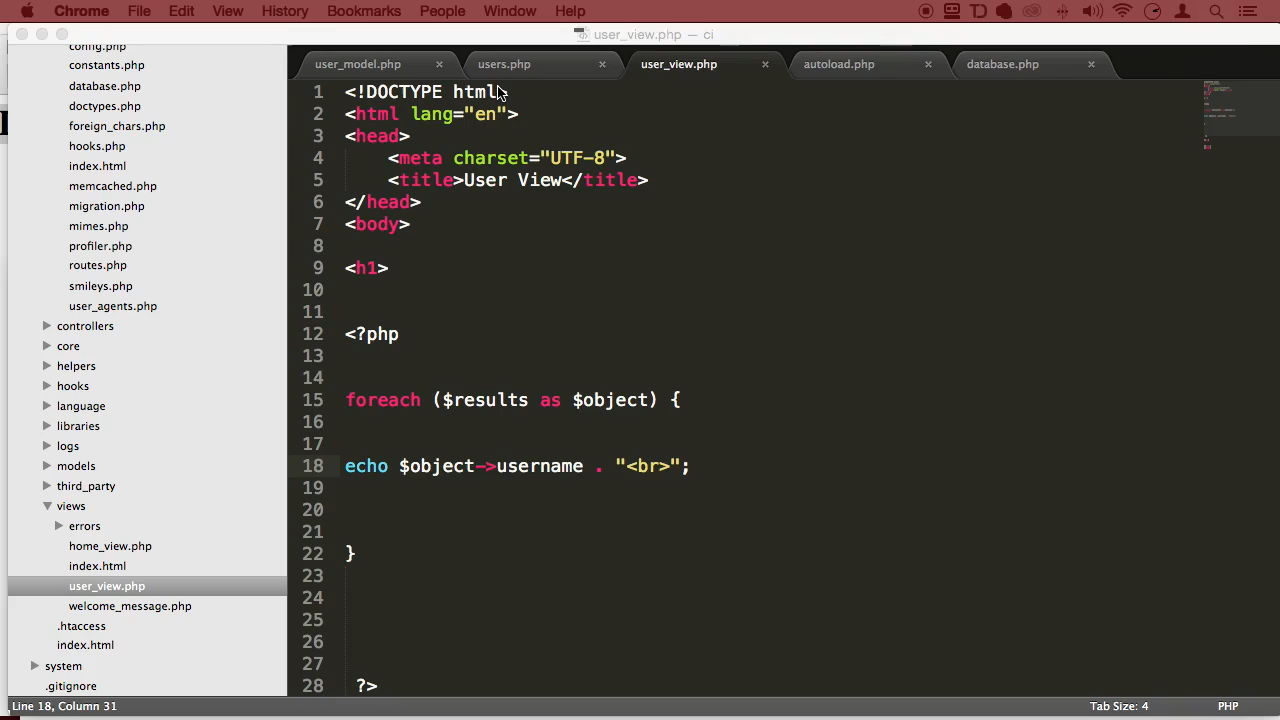 Chrome File Edit View History Bookmarks People Window Help
user_view.php — ci
config.php
constants.php
database.php
doctypes.php
foreign_chars.php
hooks.php
index.html
memcached.php
migration.php
mimes.php
profiler.php
routes.php
smileys.php
user_agents.php
controllers
core
helpers
hooks
language
libraries
logs
models
third_party
views
errors
home_view.php
index.html
user_view.php
welcome_message.php
.htaccess
index.html
system
.gitignore
user_model.php users.php user_view.php autoload.php database.php
1 <!DOCTYPE html>
2 <html lang="en">
3 <head>
4 <meta charset="UTF-8">
5 <title>User View</title>
6 </head>
7 <body>
8
9 <h1>
10
11
12 <?php
13
14
15 foreach ($results as $object) {
16
17
18 echo $object->username . "<br>";
19
20
21
22 }
23
24
25
26
27
28 ?>
Line 18, Column 31 Tab Size: 4 PHP